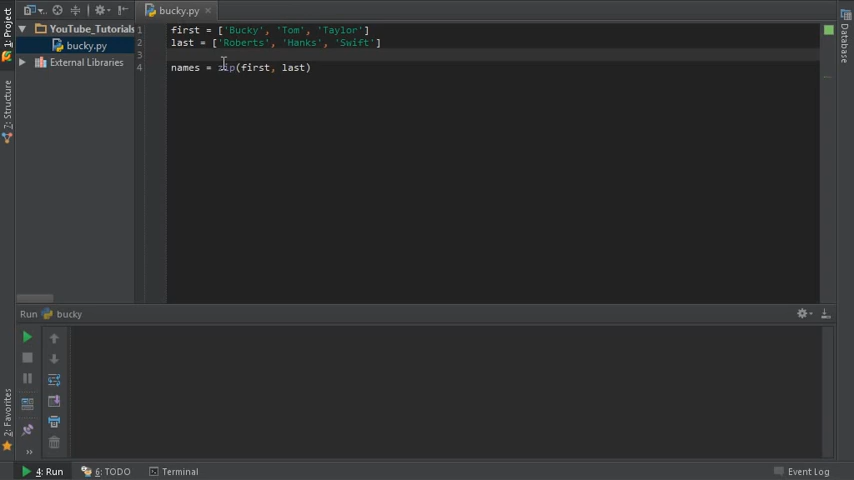 1: Project
bucky.py
YouTube_Tutorials
bucky.py
External Libraries
1 first = ['Bucky', 'Tom', 'Taylor']
2 last = ['Roberts', 'Hanks', 'Swift']
3
4 names = zip(first, last)
7: Structure
2: Favorites
Database
Run bucky
4: Run
6: TODO
Terminal
Event Log